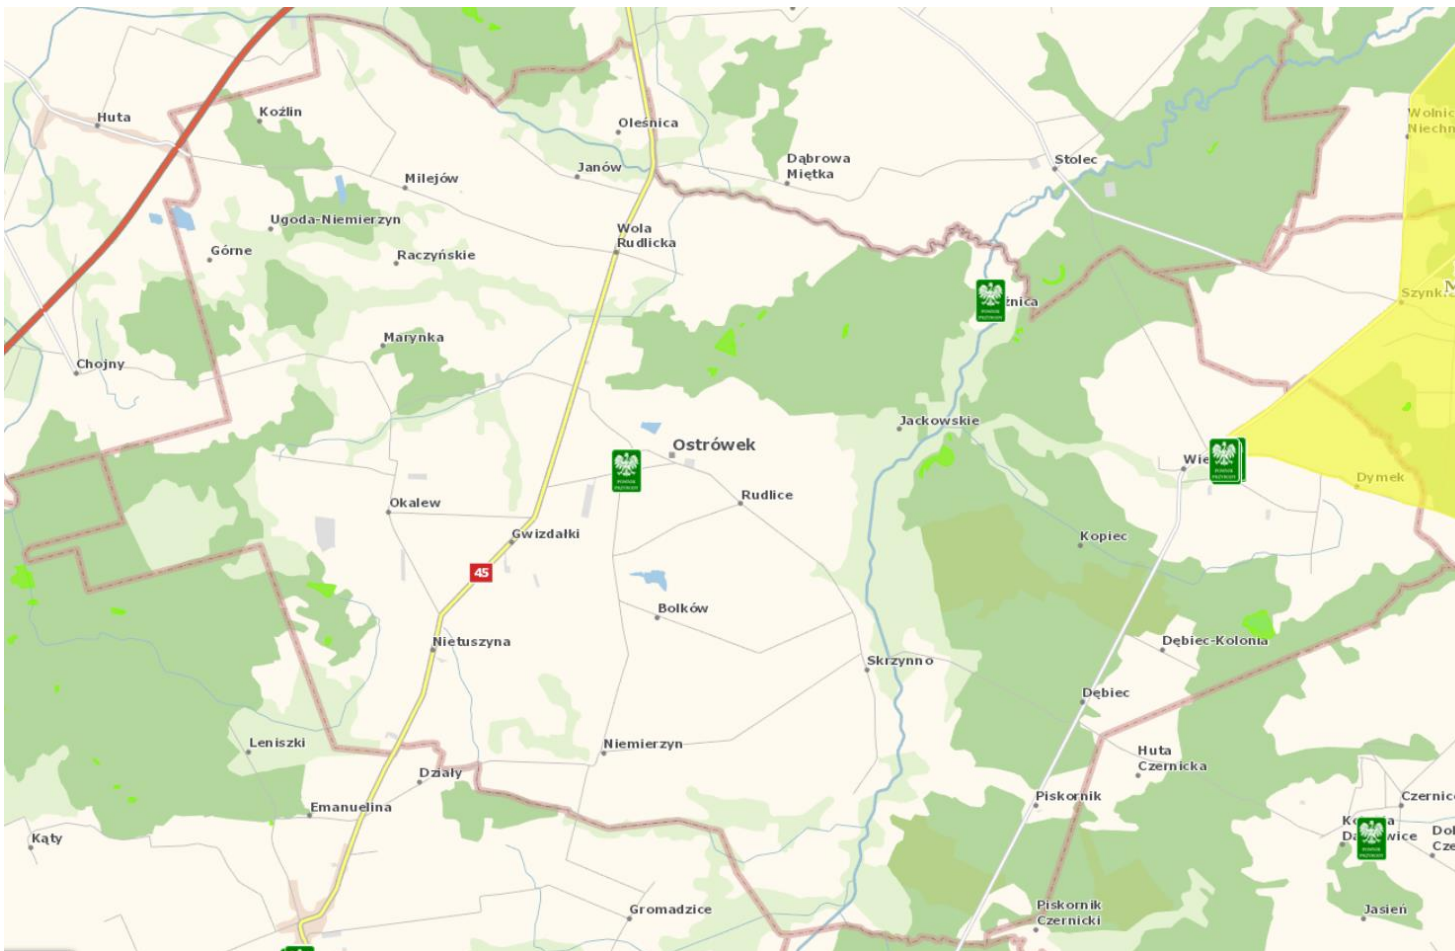 Huta
Koźlin
Oleśnica
Janów
Milejów
Dąbrowa
Miętka
Stolec
Ugoda-Niemierzyn
Wola
Rudlicka
Górne
Raczyńskie
Marynka
Chojny
Jackowskie
Ostrówek
Dymek
Okalew
Rudlice
Gwizdałki
Kopiec
45
Bolków
Nietuszyna
Dębiec-Kolonia
Skrzynno
Dębiec
Leniszki
Niemierzyn
Huta
Czernicka
Działy
Emanuelina
Piskornik
Kąty
Piskornik
Czernicki
Gromadzice
Jasień